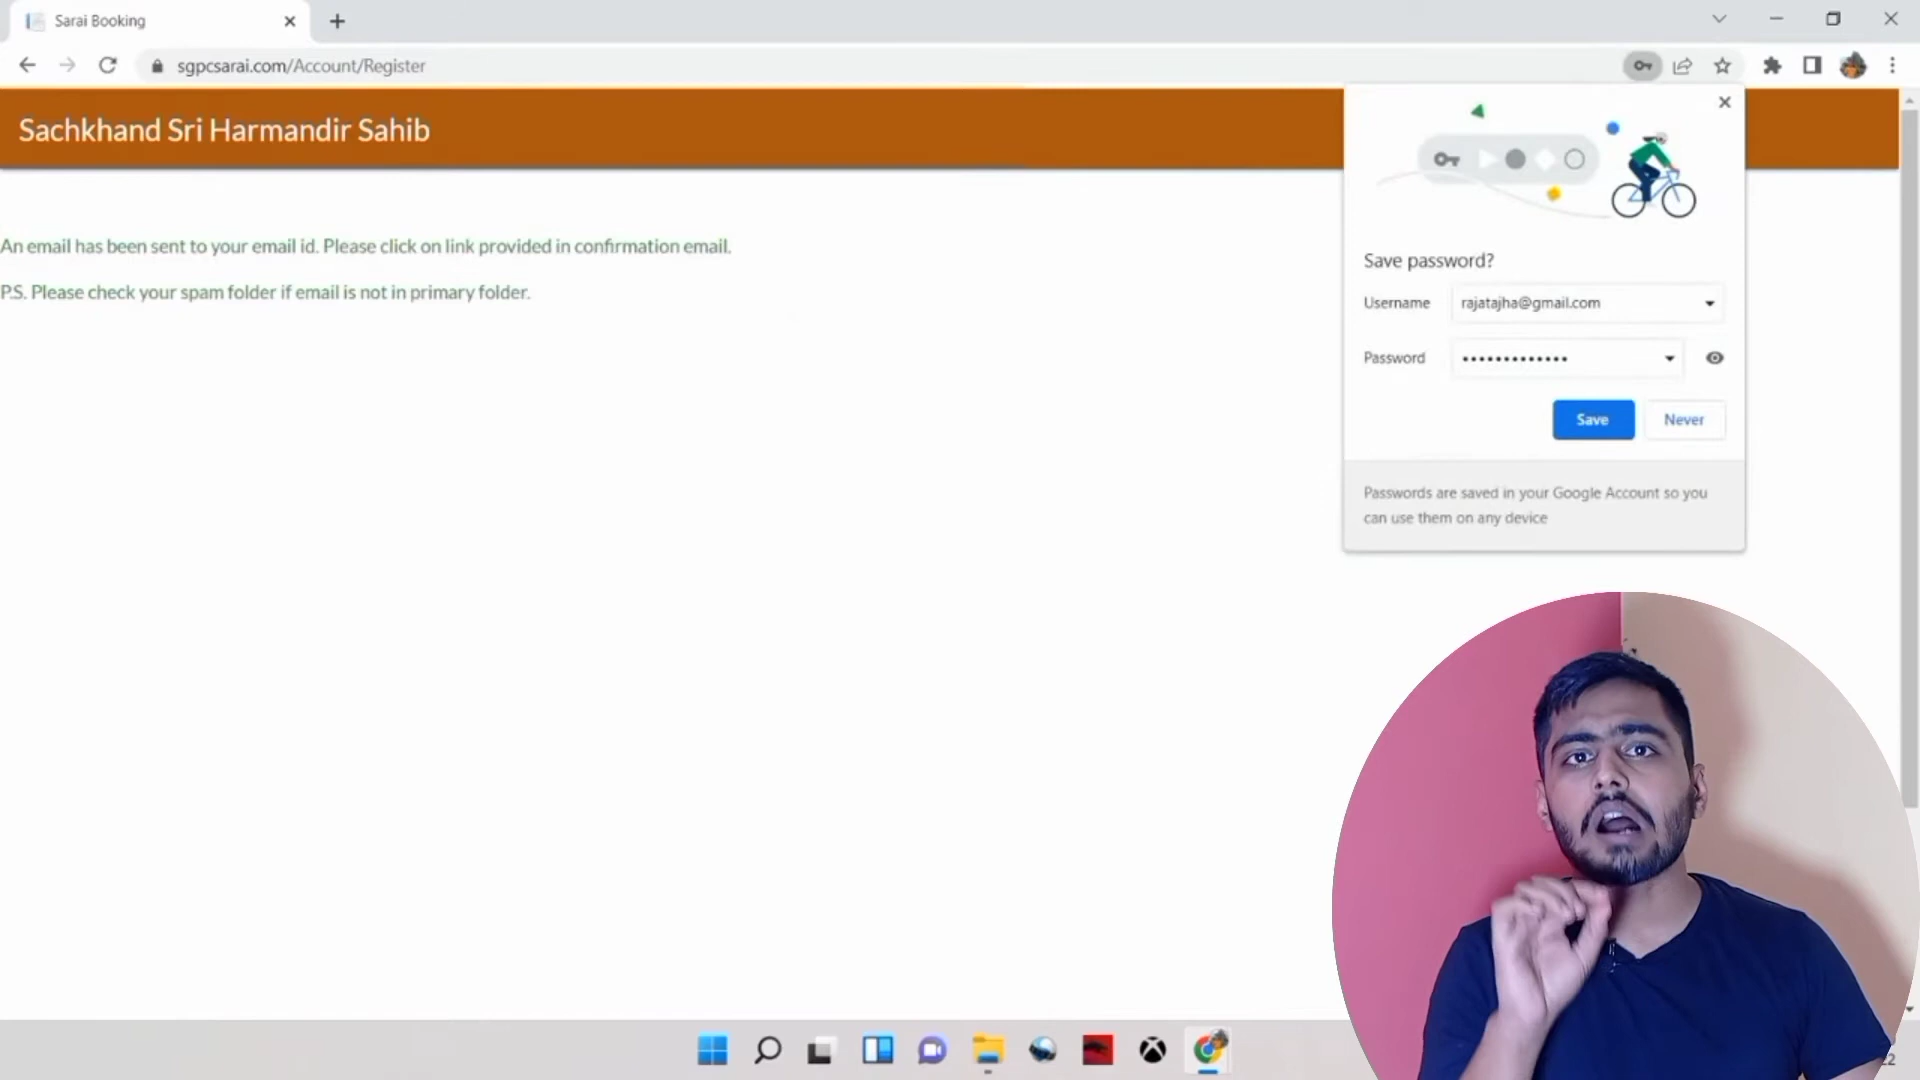 Sarai Booking
sgpcsarai.com/Account/Register
Sachkhand Sri Harmandir Sahib
An email has been sent to your email id. Please click on link provided in confirmation email.
P.S. Please check your spam folder if email is not in primary folder.
Save password?
Username rajatajha@gmail.com
Password •••••••••••••
Save Never
Passwords are saved in your Google Account so you
can use them on any device